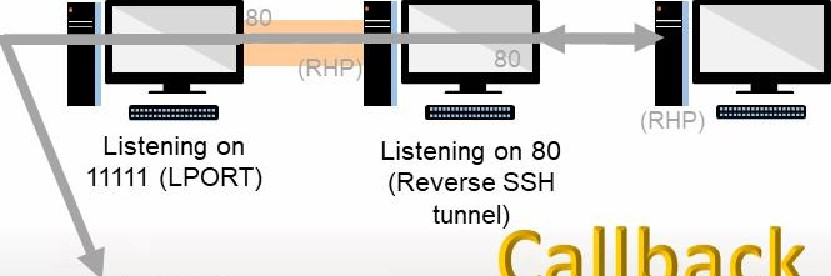 80
(RHP)
80
(RHP)
Listening on
11111 (LPORT)
Listening on 80
(Reverse SSH
tunnel)
Callback